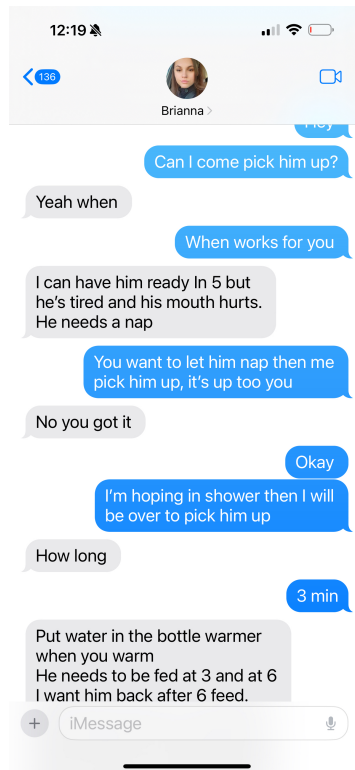 12:19
136
Brianna
Hey
Can I come pick him up?
Yeah when
When works for you
I can have him ready In 5 but
he's tired and his mouth hurts.
He needs a nap
You want to let him nap then me
pick him up, it's up too you
No you got it
Okay
I'm hoping in shower then I will
be over to pick him up
How long
3 min
Put water in the bottle warmer
when you warm
He needs to be fed at 3 and at 6
I want him back after 6 feed.
iMessage